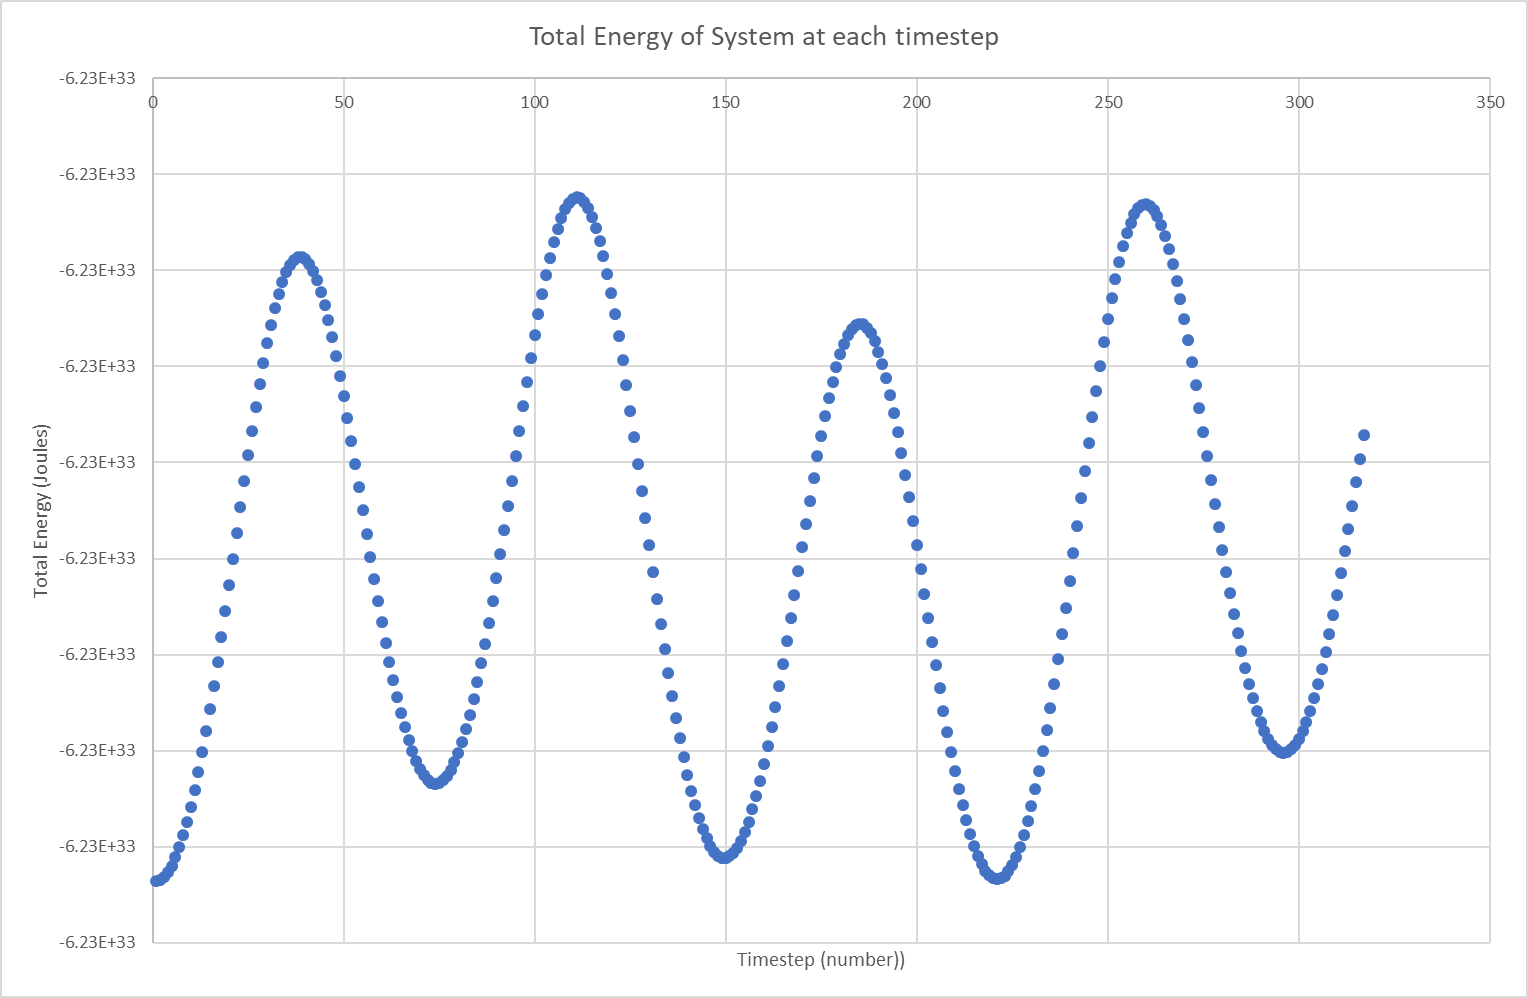 Total Energy of System at each timestep
-6.23E+33
0 50 100 150 200 250 300 350
-6.23E+33
-6.23E+33
-6.23E+33
-6.23E+33
-6.23E+33
-6.23E+33
-6.23E+33
-6.23E+33
-6.23E+33
Total Energy (Joules)
Timestep (number))